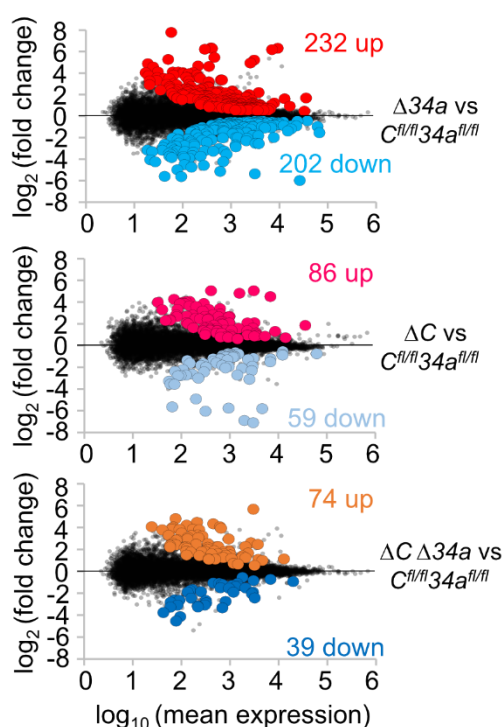 8
6
4
2
0
-2
-4
-6
-8
log2 (fold change)
232 up
202 down
0 1 2 3 4 5 6
Δ34a vs
Cfl/fl34afl/fl
8
6
4
2
0
-2
-4
-6
-8
log2 (fold change)
86 up
59 down
0 1 2 3 4 5 6
ΔC vs
Cfl/fl34afl/fl
8
6
4
2
0
-2
-4
-6
-8
log2 (fold change)
74 up
39 down
0 1 2 3 4 5 6
ΔC Δ34a vs
Cfl/fl34afl/fl
log10 (mean expression)